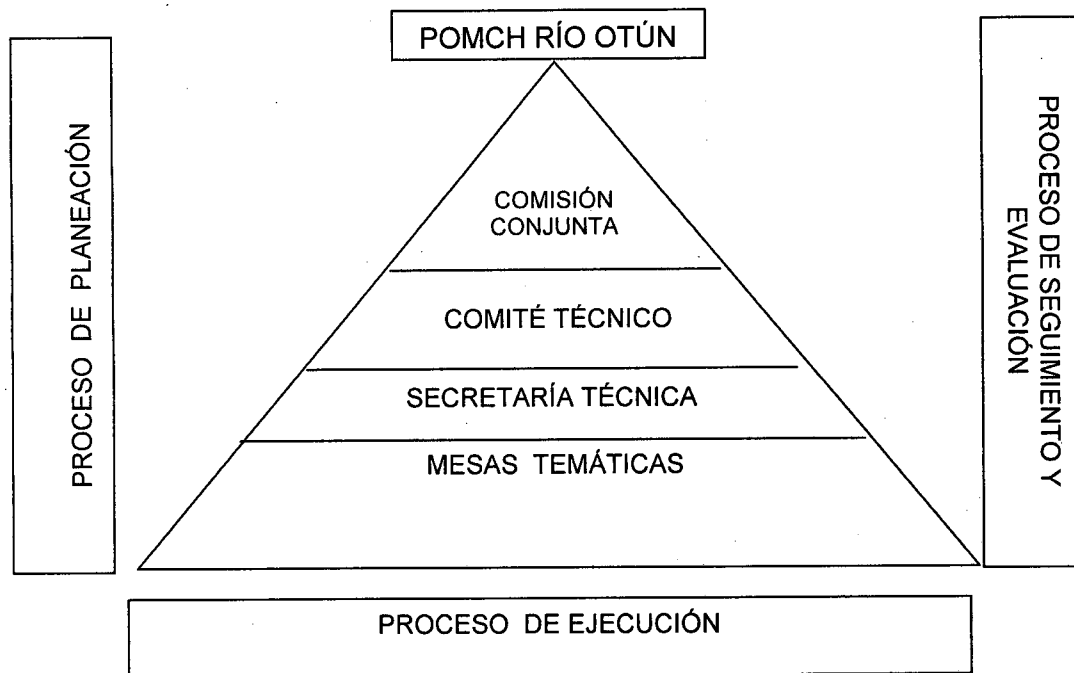 POMCH RÍO OTÚN
PROCESO DE PLANEACIÓN
COMISIÓN
CONJUNTA
COMITÉ TÉCNICO
SECRETARÍA TÉCNICA
MESAS TEMÁTICAS
PROCESO DE SEGUIMIENTO Y
EVALUACIÓN
PROCESO DE EJECUCIÓN